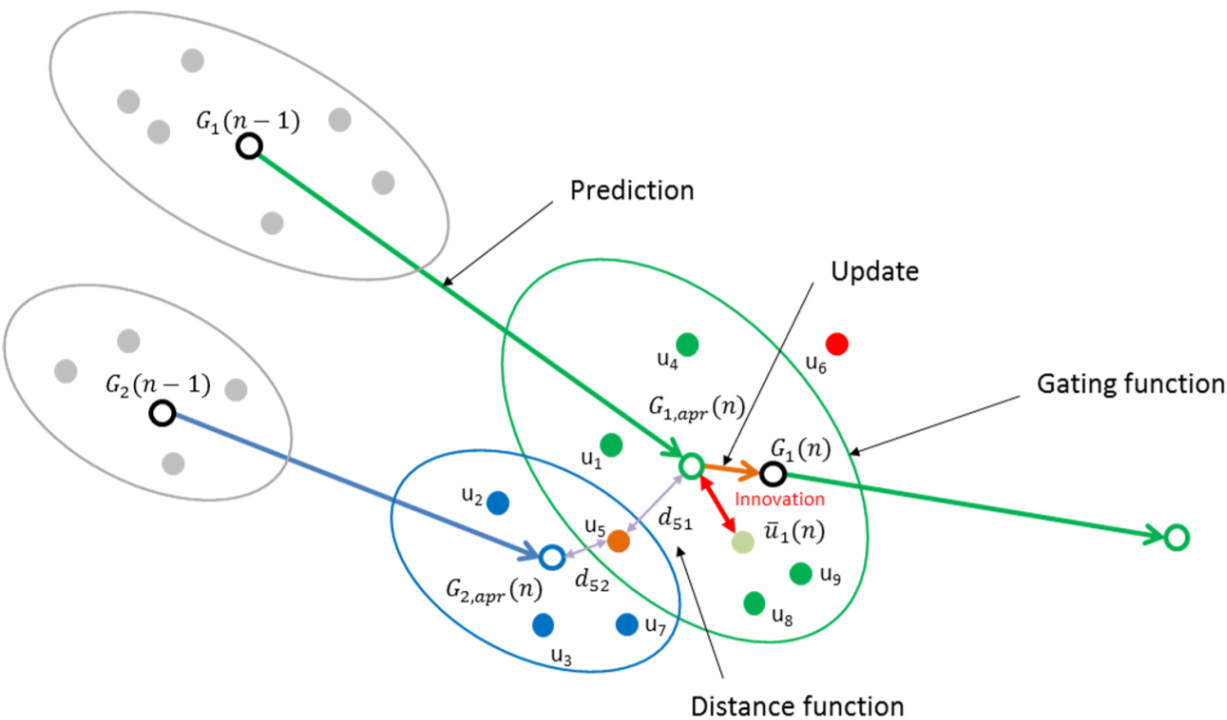 G₁(n − 1)
Prediction
Update
u₄
u₆
Gating function
G₂(n − 1)
G₁,ₐₚᵣ(n)
u₁
G₁(n)
Innovation
u₂
u₅
d₅₁
ū₁(n)
d₅₂
G₂,ₐₚᵣ(n)
u₉
u₈
u₃
u₇
Distance function